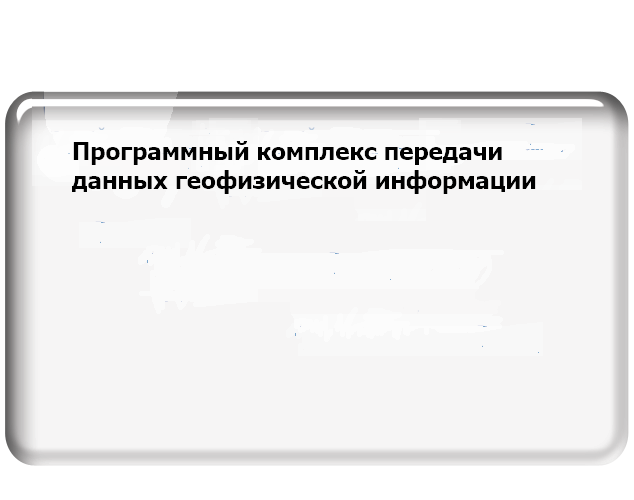 Программный комплекс передачи
данных геофизической информации